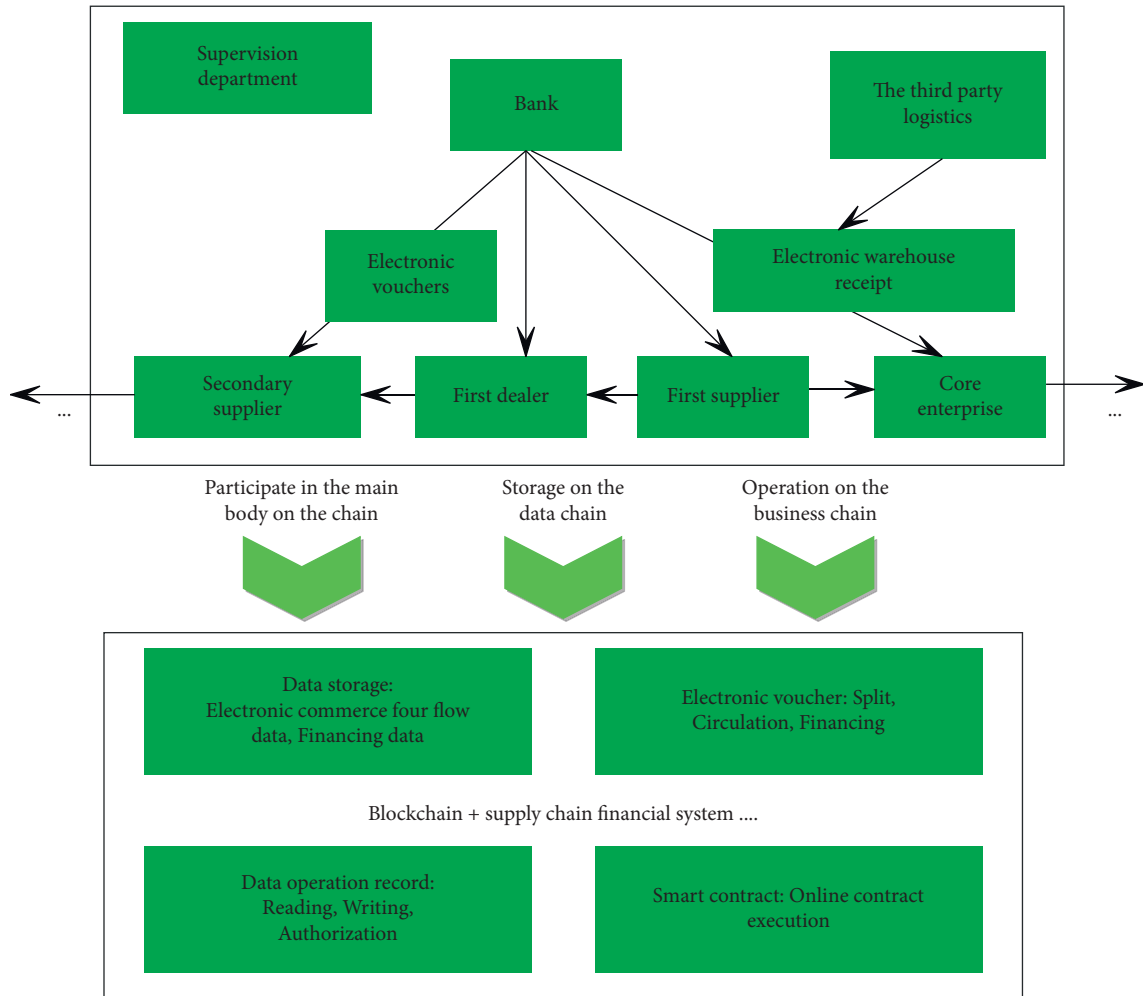 Supervision
department
Bank
The third party
logistics
Electronic
vouchers
Electronic warehouse
receipt
Secondary
supplier
First dealer
First supplier
Core
enterprise
...
...
Participate in the main
body on the chain
Storage on the
data chain
Operation on the
business chain
Data storage:
Electronic commerce four flow
data, Financing data
Electronic voucher: Split,
Circulation, Financing
Blockchain + supply chain financial system ....
Data operation record:
Reading, Writing,
Authorization
Smart contract: Online contract
execution